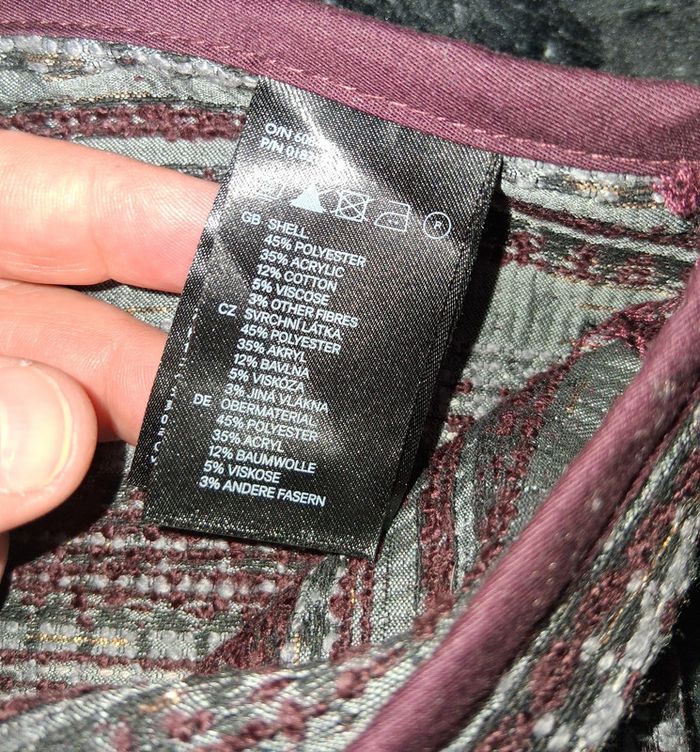 O/N
P/N
P
GB SHELL
45% POLYESTER
35% ACRYLIC
12% COTTON
5% VISCOSE
3% OTHER FIBRES
CZ SVRCHNÍ LÁTKA
45% POLYESTER
35% AKRYL
12% BAVLNA
5% VISKÓZA
3% JINÁ VLÁKNA
DE OBERMATERIAL
45% POLYESTER
35% ACRYL
12% BAUMWOLLE
5% VISKOSE
3% ANDERE FASERN